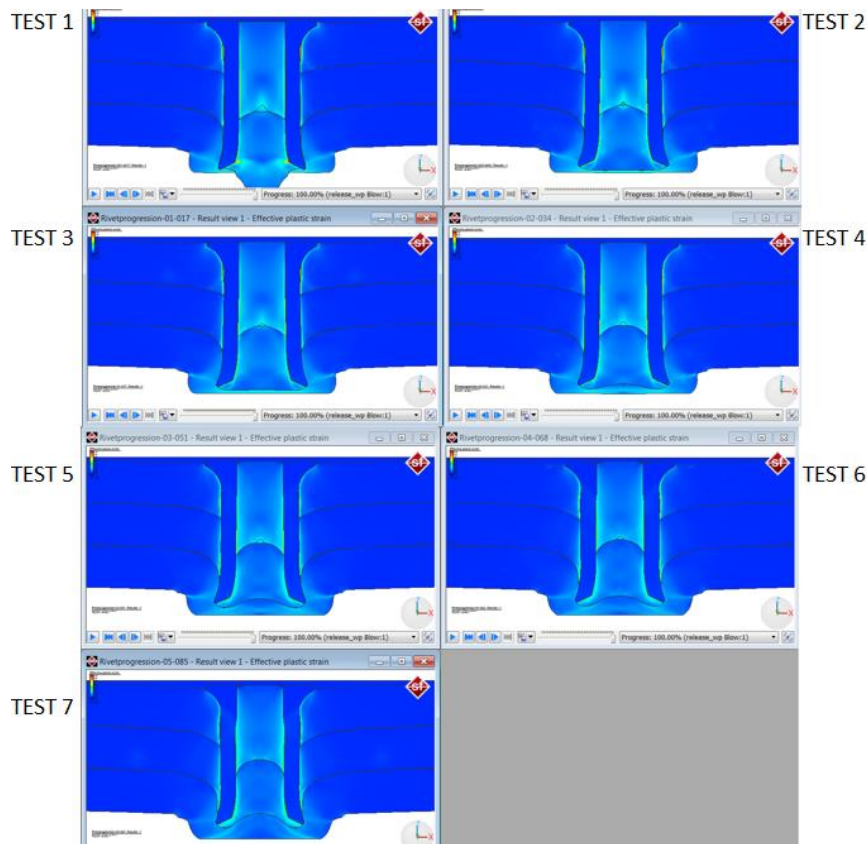 TEST 1
TEST 2
Progress: 100.00% (release_wp Blow:1)
Progress: 100.00% (release_wp Blow:1)
Rivetprogression-01-017 - Result view 1 - Effective plastic strain
Rivetprogression-02-034 - Result view 1 - Effective plastic strain
TEST 3
TEST 4
sf
sf
Progress: 100.00% (release_wp Blow:1)
Progress: 100.00% (release_wp Blow:1)
Rivetprogression-03-051 - Result view 1 - Effective plastic strain
Rivetprogression-04-068 - Result view 1 - Effective plastic strain
TEST 5
TEST 6
sf
sf
Progress: 100.00% (release_wp Blow:1)
Progress: 100.00% (release_wp Blow:1)
Rivetprogression-05-085 - Result view 1 - Effective plastic strain
TEST 7
sf